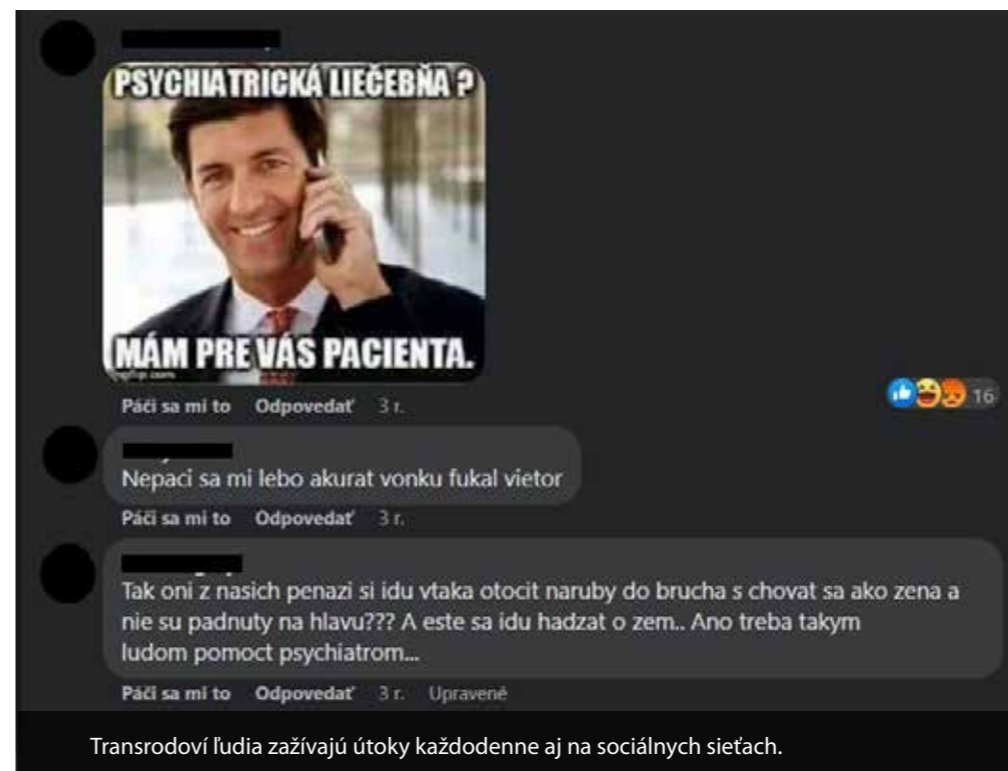 PSYCHIATRICKÁ LIEČEBŇA ?
MÁM PRE VÁS PACIENTA.
Páči sa mi to Odpovedať 3 r.
16
Nepaci sa mi lebo akurat vonku fukal vietor
Páči sa mi to Odpovedať 3 r.
Tak oni z nasich penazi si idu vtaka otocit naruby do brucha s chovat sa ako zena a
nie su padnuty na hlavu??? A este sa idu hadzat o zem.. Ano treba takym
ludom pomoct psychiatrom...
Páči sa mi to Odpovedať 3 r. Upravené
Transrodoví ľudia zažívajú útoky každodenne aj na sociálnych sieťach.